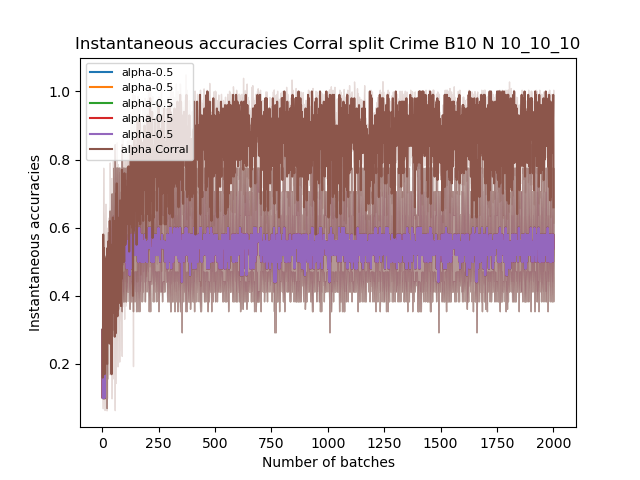 Instantaneous accuracies Corral split Crime B10 N 10_10_10
alpha-0.5
alpha-0.5
alpha-0.5
alpha-0.5
alpha-0.5
alpha Corral
1.0
0.8
0.6
0.4
0.2
Instantaneous accuracies
0 250 500 750 1000 1250 1500 1750 2000
Number of batches